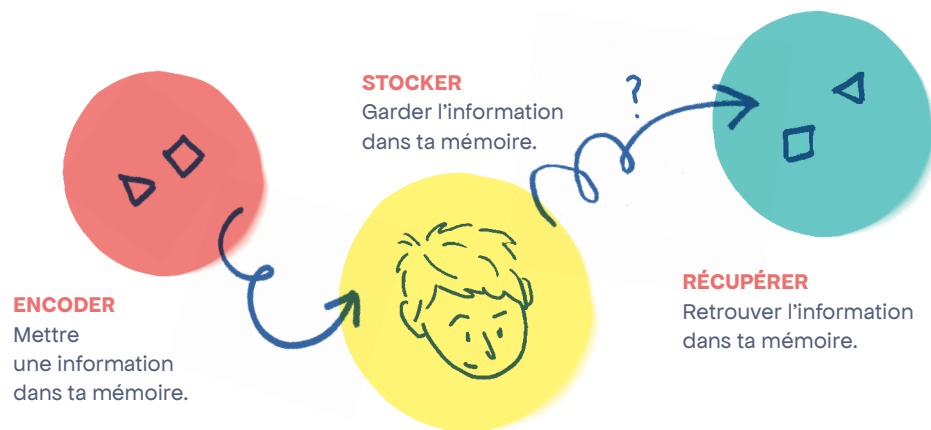 ENCODER
Mettre
une information
dans ta mémoire.
STOCKER
Garder l'information
dans ta mémoire.
?
RÉCUPÉRER
Retrouver l'information
dans ta mémoire.